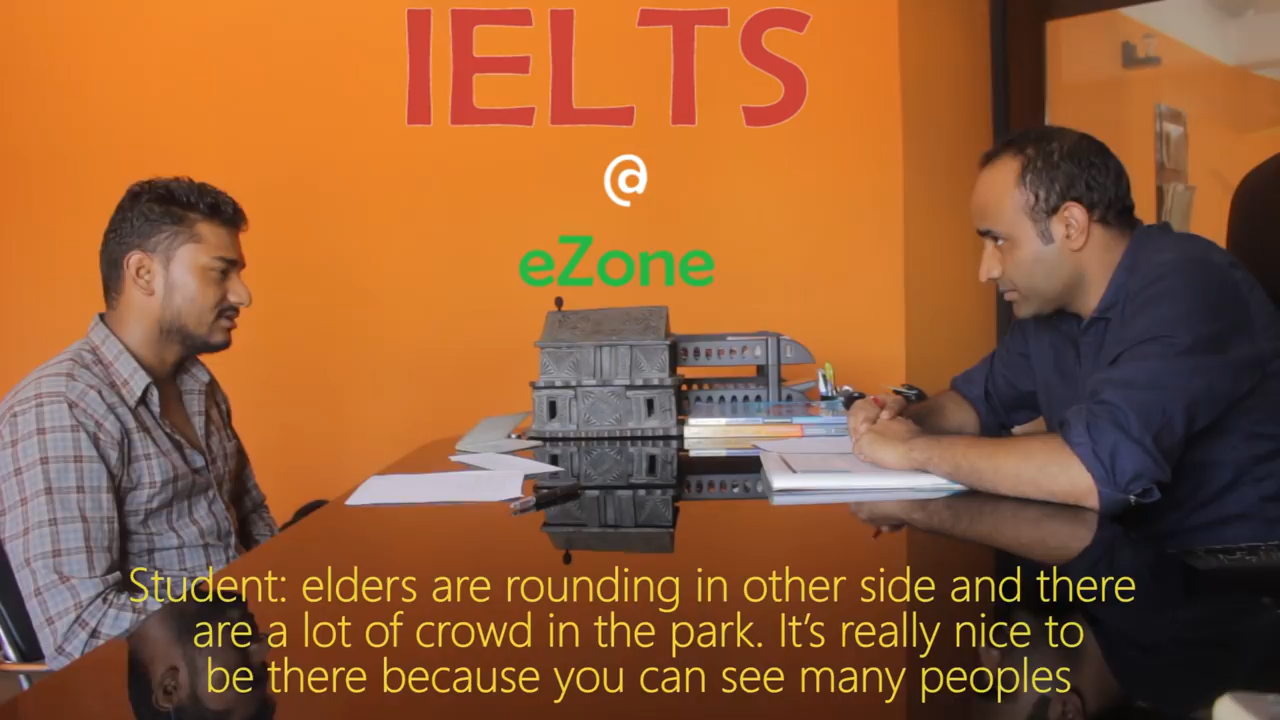 IELTS
@
eZone
Student: elders are rounding in other side and there
are a lot of crowd in the park. It's really nice to
be there because you can see many peoples